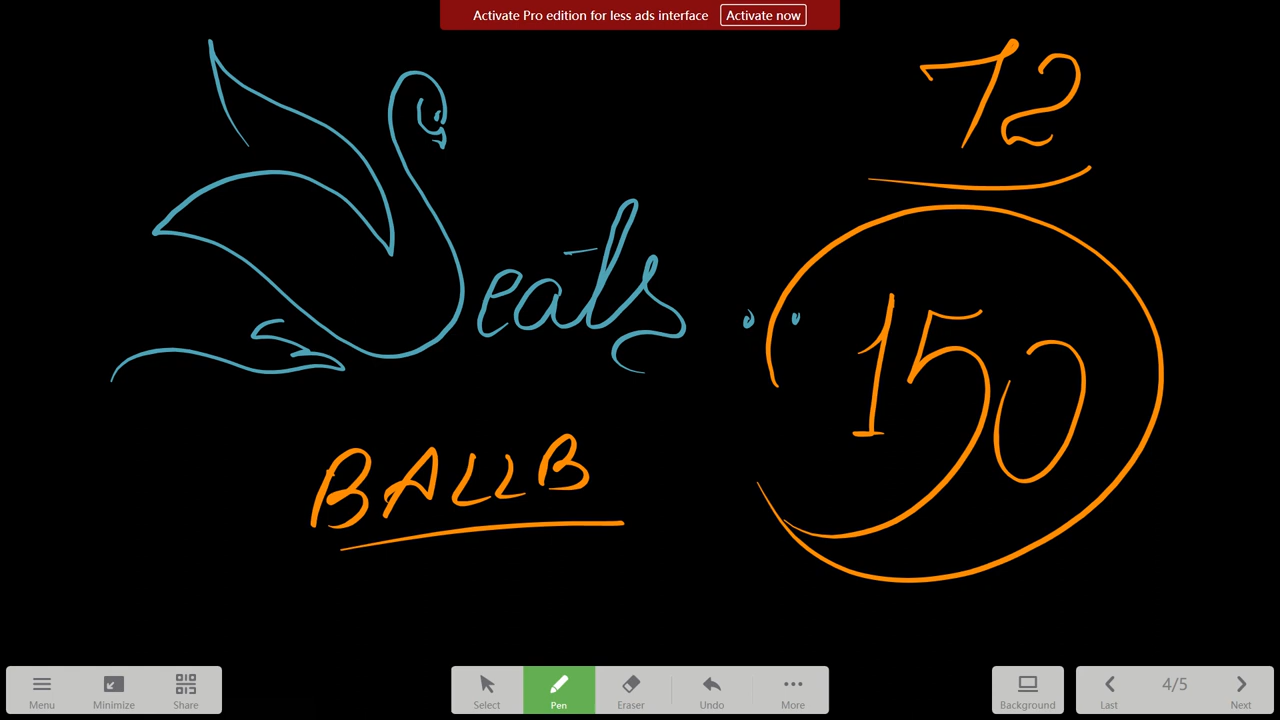 Activate Pro edition for less ads interface Activate now
72
Seats ..
150
BALLB
Menu Minimize Share Select Pen Eraser Undo More Background Last 4/5 Next